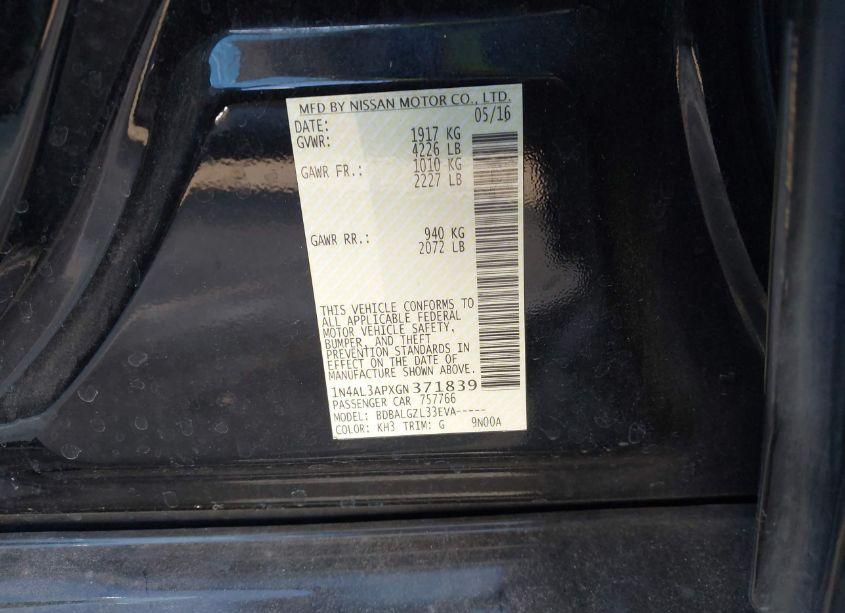 MFD BY NISSAN MOTOR CO., LTD.
DATE: 05/16
GVWR: 1917 KG
4226 LB
GAWR FR.: 1010 KG
2227 LB
GAWR RR.: 940 KG
2072 LB
THIS VEHICLE CONFORMS TO
ALL APPLICABLE FEDERAL
MOTOR VEHICLE SAFETY,
BUMPER, AND THEFT
PREVENTION STANDARDS IN
EFFECT ON THE DATE OF
MANUFACTURE SHOWN ABOVE.
1N4AL3APXGN371839
PASSENGER CAR 757766
MODEL: BDBALGZL33EVA-----
COLOR: KH3 TRIM: G 9N00A